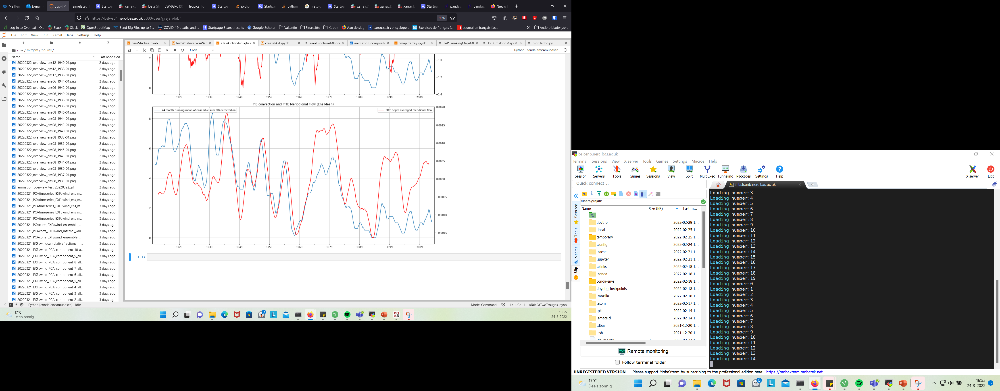 Mailfen
E-mail
Jupy
Simulated T
Startpa
xarray.D
Data St
JW-JGRC13
Tropical for
Startpa
python
Startpa
python
matplo
Startpa
xarray.D
xarray.D
xarray.D
Startpa
pandas
pandas
Nieuw t
https://bslws04.nerc-bas.ac.uk:8000/user/grejan/lab?
90%
Log in to Overleaf - O...
Slack
Slack
OpenStreetMap
Send Big Files up to 5...
COVID-19 deaths and ...
Startpage Search results
Google Scholar
Vakantie
Financiën
Kopen
Aan de slag
Larousse.fr : encyclopé...
Exercices de français (...
Journal en français fac...
Andere bladwijzers
File Edit View Run Kernel Tabs Settings Help
/ ··· / mitgcm / figures /
Name Last Modified
20220322_overview_ens12_1940-01.png 2 days ago
20220322_overview_ens12_1938-01.png 2 days ago
20220322_overview_ens12_1936-01.png 2 days ago
20220322_overview_ens06_1944-01.png 2 days ago
20220322_overview_ens06_1942-01.png 2 days ago
20220322_overview_ens06_1940-01.png 2 days ago
20220322_overview_ens06_1938-01.png 2 days ago
20220322_overview_ens06_1936-01.png 2 days ago
20220322_overview_ens08_1946-01.png 2 days ago
20220322_overview_ens08_1944-01.png 2 days ago
20220322_overview_ens08_1942-01.png 2 days ago
20220322_overview_ens08_1940-01.png 2 days ago
20220322_overview_ens08_1938-01.png 2 days ago
20220322_overview_ens08_1936-01.png 2 days ago
20220322_overview_ens08_1945-01.png 2 days ago
20220322_overview_ens08_1943-01.png 2 days ago
20220322_overview_ens08_1941-01.png 2 days ago
20220322_overview_ens08_1939-01.png 2 days ago
20220322_overview_ens08_1937-01.png 2 days ago
20220322_overview_ens08_1935-01.png 2 days ago
animation_overview_test_20220322.gif 2 days ago
20220321_PCAtimeseries_EXFuwind_ens_m... 3 days ago
20220321_PCAtimeseries_EXFuwind_ens_m... 3 days ago
20220321_PCAtimeseries_EXFuwind_ens_m... 3 days ago
20220321_PCAtimeseries_EXFuwind_ens_m... 3 days ago
20220321_PCAtimeseries_EXFuwind_ens_m... 3 days ago
20220321_PCAcorrs_EXFuwind_ensemble_... 3 days ago
20220321_PCAcorrs_EXFuwind_internal_vari... 3 days ago
20220321_PCAcorrs_EXFuwind_ensemble_... 3 days ago
20220321_EXFuwindcumulativefractionall_i... 3 days ago
20220321_EXFuwind_PCA_component_10_a... 3 days ago
20220321_EXFuwind_PCA_component_9_all... 3 days ago
20220321_EXFuwind_PCA_component_8_all... 3 days ago
20220321_EXFuwind_PCA_component_7_all... 3 days ago
20220321_EXFuwind_PCA_component_6_all... 3 days ago
20220321_EXFuwind_PCA_component_5_all... 3 days ago
20220321_EXFuwind_PCA_component_4_all... 3 days ago
20220321_EXFuwind_PCA_component_3_all... 3 days ago
20220321_EXFuwind_PCA_component_2_all... 3 days ago
caseStudies.ipynb
testWhateverYouWan
aTaleOfTwoTroughs.i
createPCA.ipynb
unixFunctionsMITgcm
animation_composite
cmap_xarray.ipynb
bsl1_makingMapsMI
bsl2_makingMapsMI
plot_latlon.py
Code
Python [conda env:amundsen]
2
0
−1.0
−1.2
−1.4
1929 1939 1949 1959 1969 1979 1989 1999 2009
PIB convection and PITE Meriodional Flow (Ens Mean)
24 month running mean of ensemble sum PIB detectedion
PITE depth averaged meridional flow
8
6
4
2
0
0.0020
0.0015
0.0010
0.0005
0.0000
−0.0005
−0.0010
−0.0015
1929 1939 1949 1959 1969 1979 1989 1999 2009
[ ]:
0 6 Python [conda env:amundsen] | Idle
Mode: Command Ln 1, Col 1 aTaleOfTwoTroughs.ipynb
17°C
Deels zonnig
16:55
24-3-2022
bslcenb.nerc-bas.ac.uk
Terminal Sessions View X server Tools Games Settings Macros Help
Session Servers Tools Games Sessions View Split MultiExec Tunneling Packages Settings Help
X server Exit
Quick connect...
2. bslcenb.nerc-bas.ac.uk
Sessions
Tools
Macros
Sftp
/users/grejan/
Name Size (KB) Last m...
..
.ipython 2022-02-28 1...
.local 2022-02-25 1...
temporary 2022-02-25 1...
.config 2022-02-24 1...
.cache 2022-02-21 1...
.jupyter 2022-02-21 1...
.elinks 2022-02-18 1...
.conda 2022-02-18 1...
conda-envs 2022-02-18 1...
.ipynb_checkpoints 2022-02-18 1...
.mozilla 2022-02-18 1...
.atom 2022-02-17 1...
.pki 2022-02-14 1...
.emacs.d 2022-02-14 1...
.dbus 2021-12-20 1...
.ssh 2021-12-20 1...
.Xauthority 2 2022-03-24 1...
Remote monitoring
Follow terminal folder
Loading number:3
Loading number:4
Loading number:5
Loading number:6
Loading number:7
Loading number:8
Loading number:9
Loading number:10
Loading number:11
Loading number:12
Loading number:13
Loading number:14
Loading number:15
Loading number:16
Loading number:17
Loading number:18
Loading number:19
Loading number:0
Loading number:1
Loading number:2
Loading number:3
Loading number:4
Loading number:5
Loading number:6
Loading number:7
Loading number:8
Loading number:9
Loading number:10
Loading number:11
Loading number:12
Loading number:13
Loading number:14
UNREGISTERED VERSION - Please support MobaXterm by subscribing to the professional edition here: https://mobaxterm.mobatek.net
17°C
Deels zonnig
16:55
24-3-2022
6